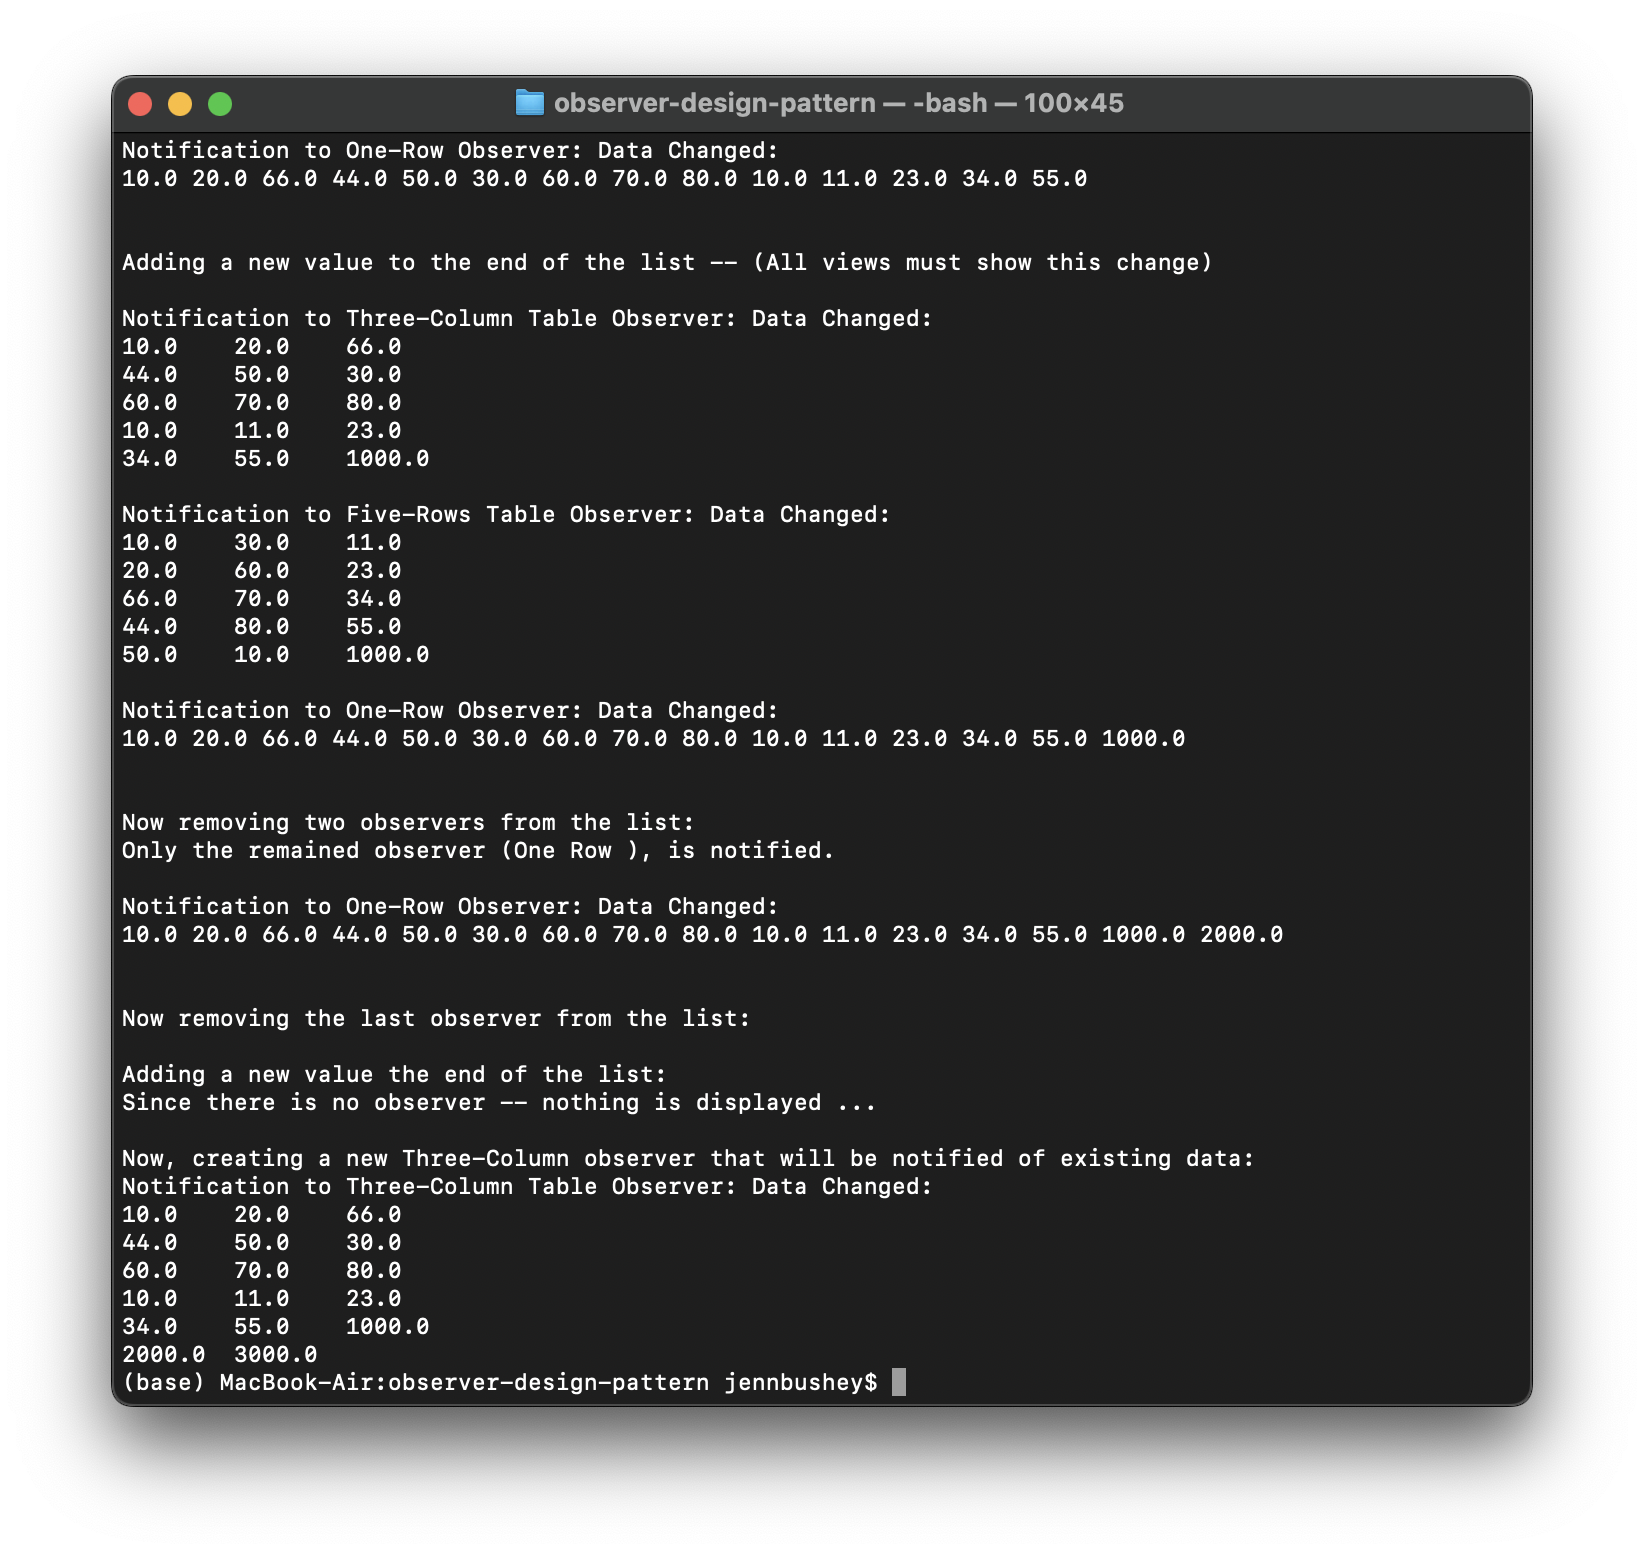 observer-design-pattern — -bash — 100×45
Notification to One-Row Observer: Data Changed:
10.0 20.0 66.0 44.0 50.0 30.0 60.0 70.0 80.0 10.0 11.0 23.0 34.0 55.0
Adding a new value to the end of the list -- (All views must show this change)
Notification to Three-Column Table Observer: Data Changed:
10.0    20.0    66.0
44.0    50.0    30.0
60.0    70.0    80.0
10.0    11.0    23.0
34.0    55.0    1000.0
Notification to Five-Rows Table Observer: Data Changed:
10.0    30.0    11.0
20.0    60.0    23.0
66.0    70.0    34.0
44.0    80.0    55.0
50.0    10.0    1000.0
Notification to One-Row Observer: Data Changed:
10.0 20.0 66.0 44.0 50.0 30.0 60.0 70.0 80.0 10.0 11.0 23.0 34.0 55.0 1000.0
Now removing two observers from the list:
Only the remained observer (One Row ), is notified.
Notification to One-Row Observer: Data Changed:
10.0 20.0 66.0 44.0 50.0 30.0 60.0 70.0 80.0 10.0 11.0 23.0 34.0 55.0 1000.0 2000.0
Now removing the last observer from the list:
Adding a new value the end of the list:
Since there is no observer -- nothing is displayed ...
Now, creating a new Three-Column observer that will be notified of existing data:
Notification to Three-Column Table Observer: Data Changed:
10.0    20.0    66.0
44.0    50.0    30.0
60.0    70.0    80.0
10.0    11.0    23.0
34.0    55.0    1000.0
2000.0  3000.0
(base) MacBook-Air:observer-design-pattern jennbushey$